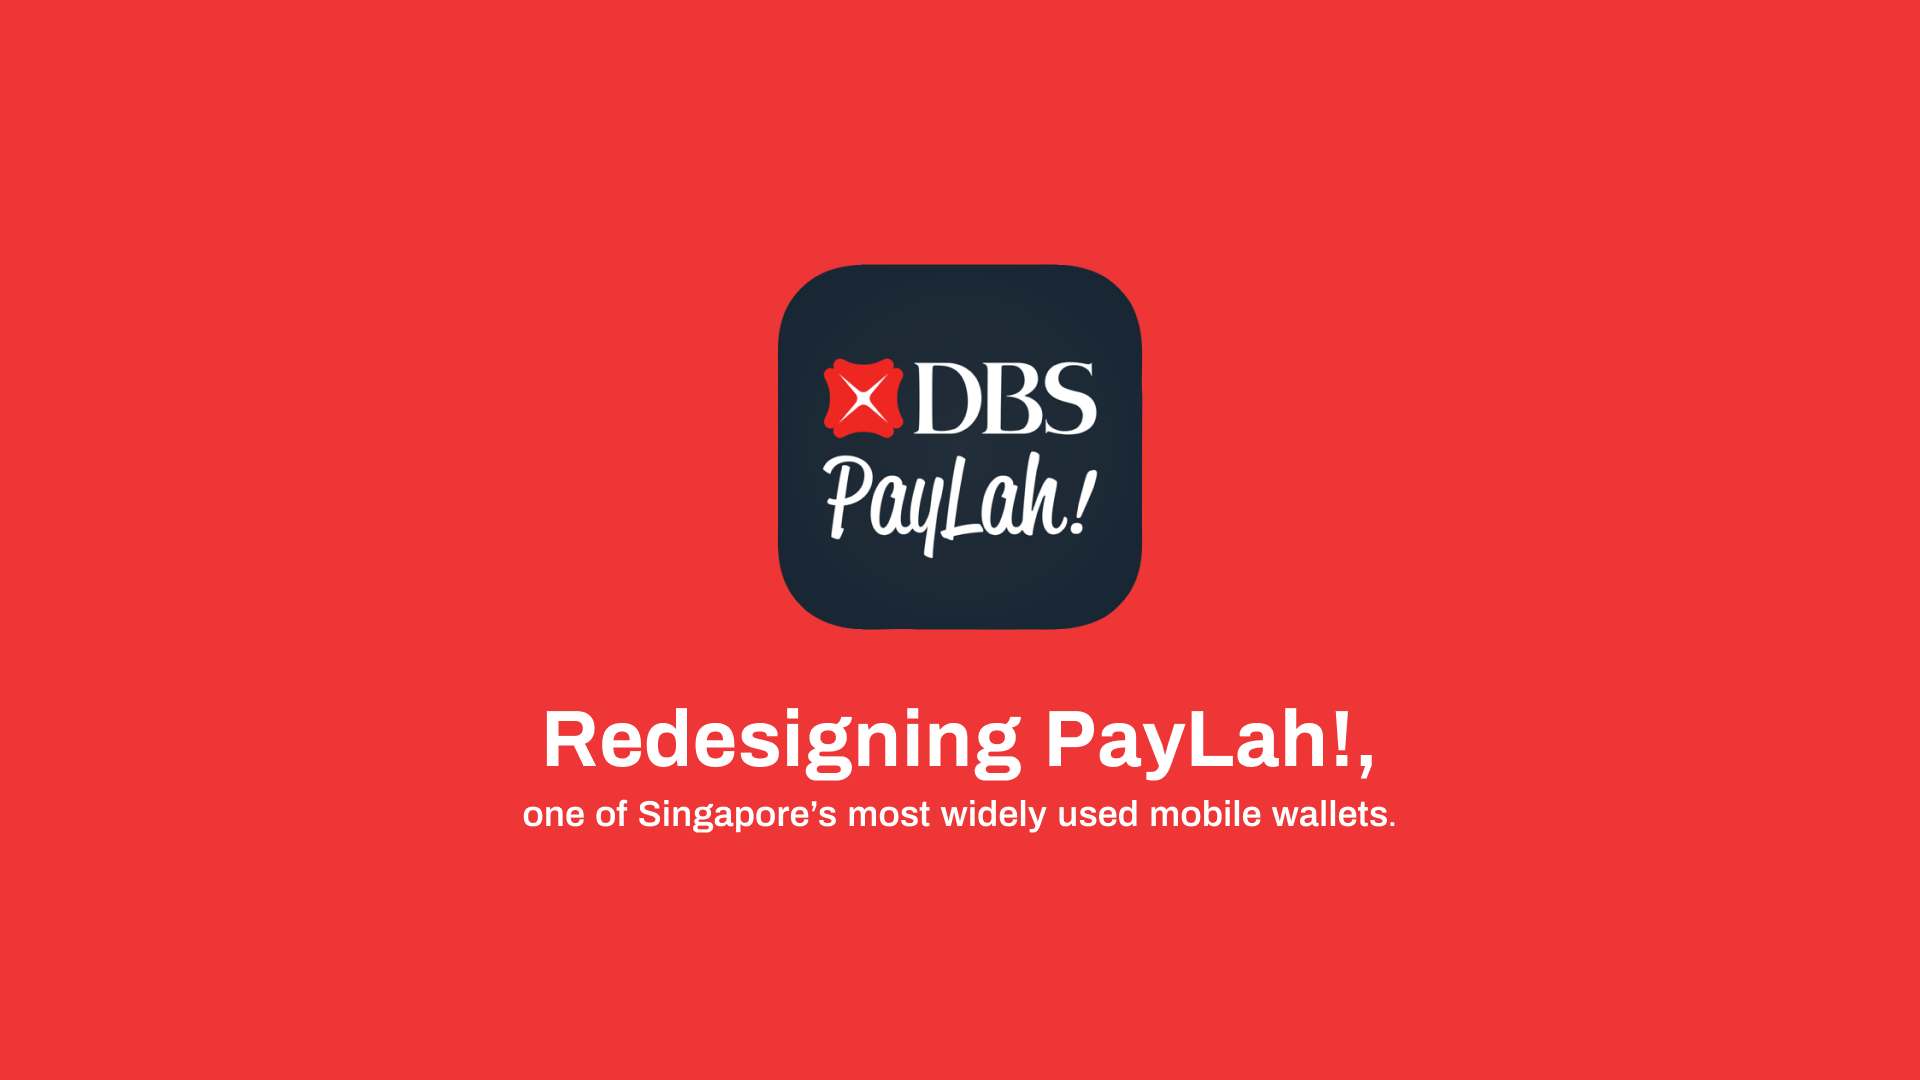 DBS
PayLah!
Redesigning PayLah!,
one of Singapore’s most widely used mobile wallets.